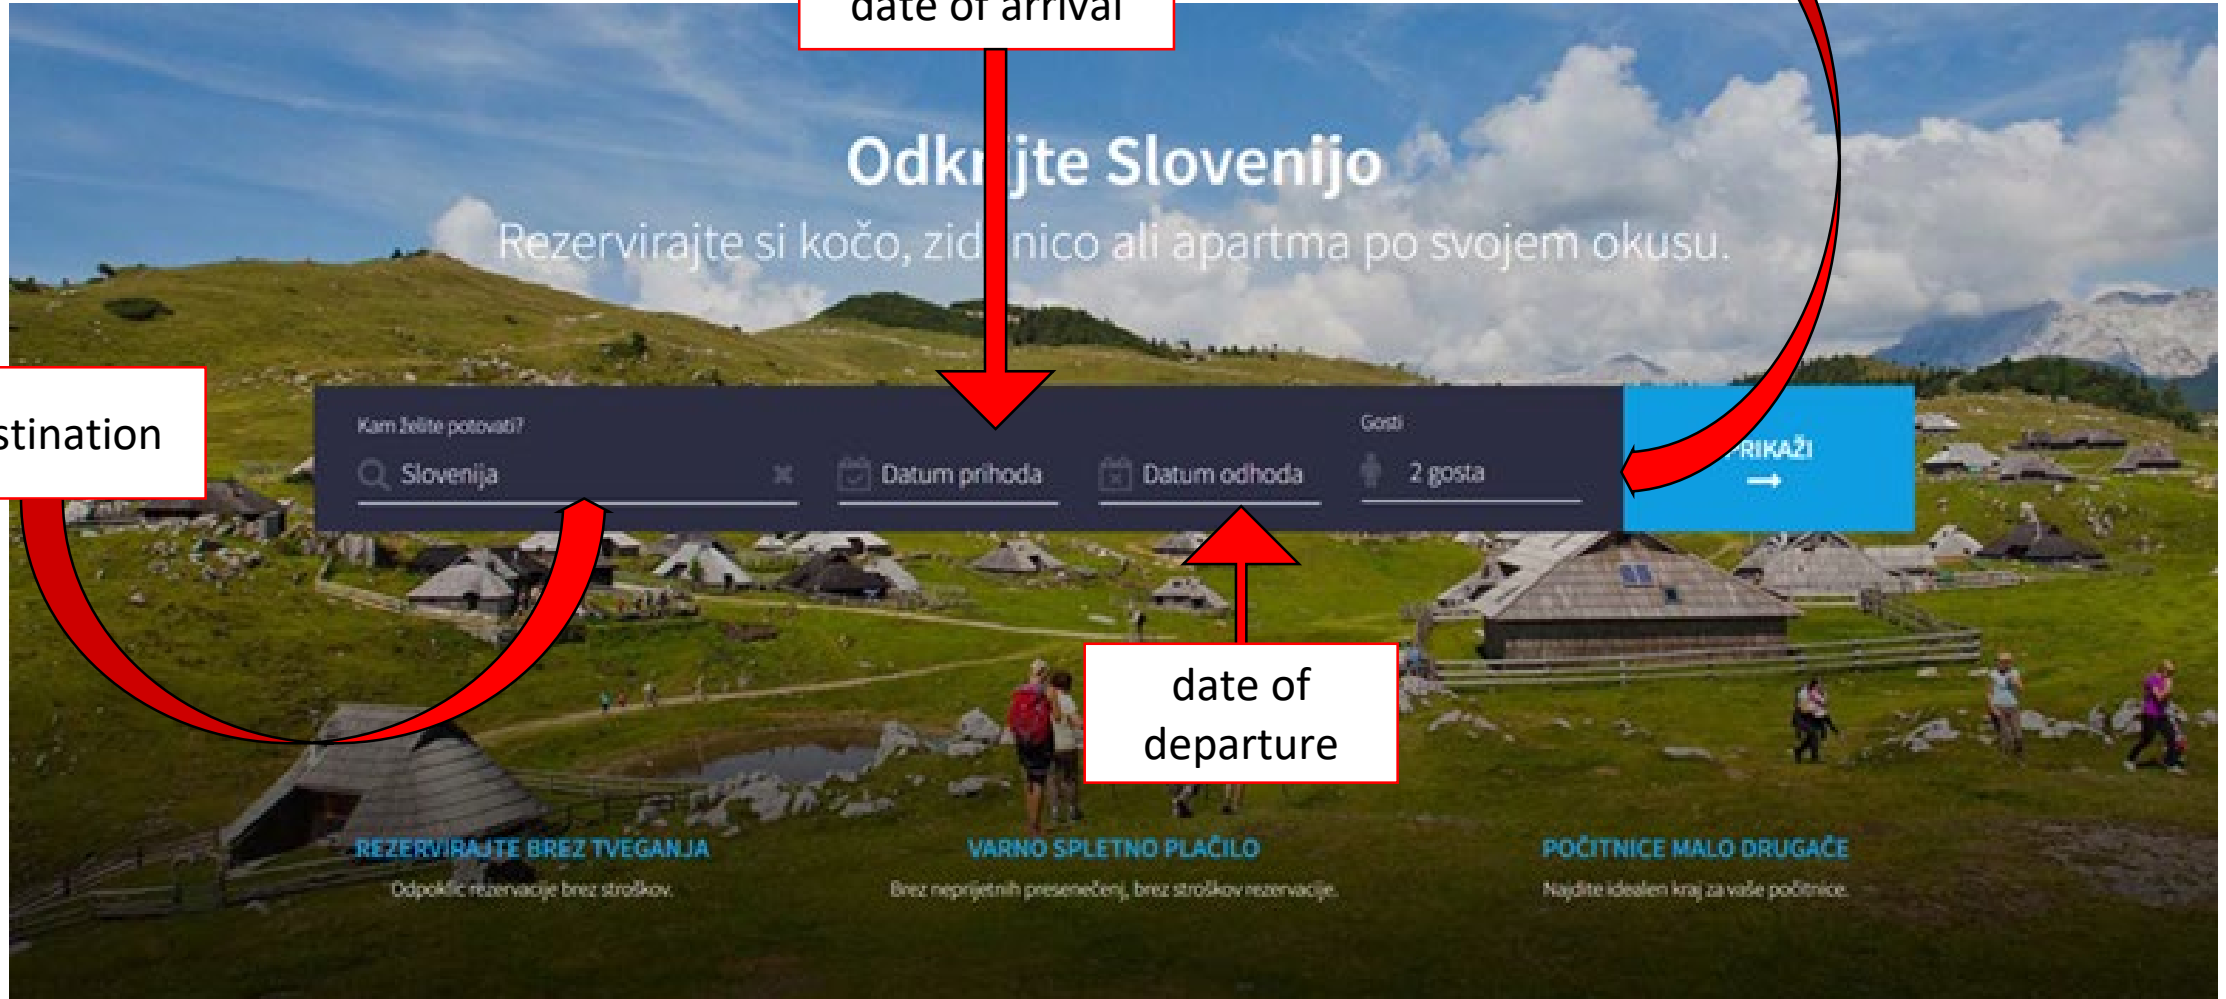 date of arrival
Odkrijte Slovenijo
Rezervirajte si kočo, zidanico ali apartma po svojem okusu.
stination
Kam želite potovati?
Slovenija
Datum prihoda
Datum odhoda
Gosti
2 gosta
PRIKAŽI
date of
departure
REZERVIRAJTE BREZ TVEGANJA
Odpoklic rezervacije brez stroškov.
VARNO SPLETNO PLAČILO
Brez neprijetnih presenečenj, brez stroškov rezervacije.
POČITNICE MALO DRUGAČE
Najdite idealen kraj za vaše počitnice.